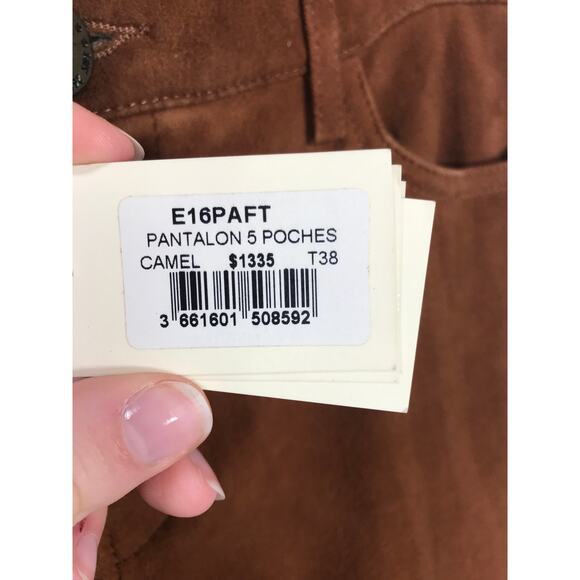 E16PAFT
PANTALON 5 POCHES
CAMEL $1335 T38
3 661601 508592